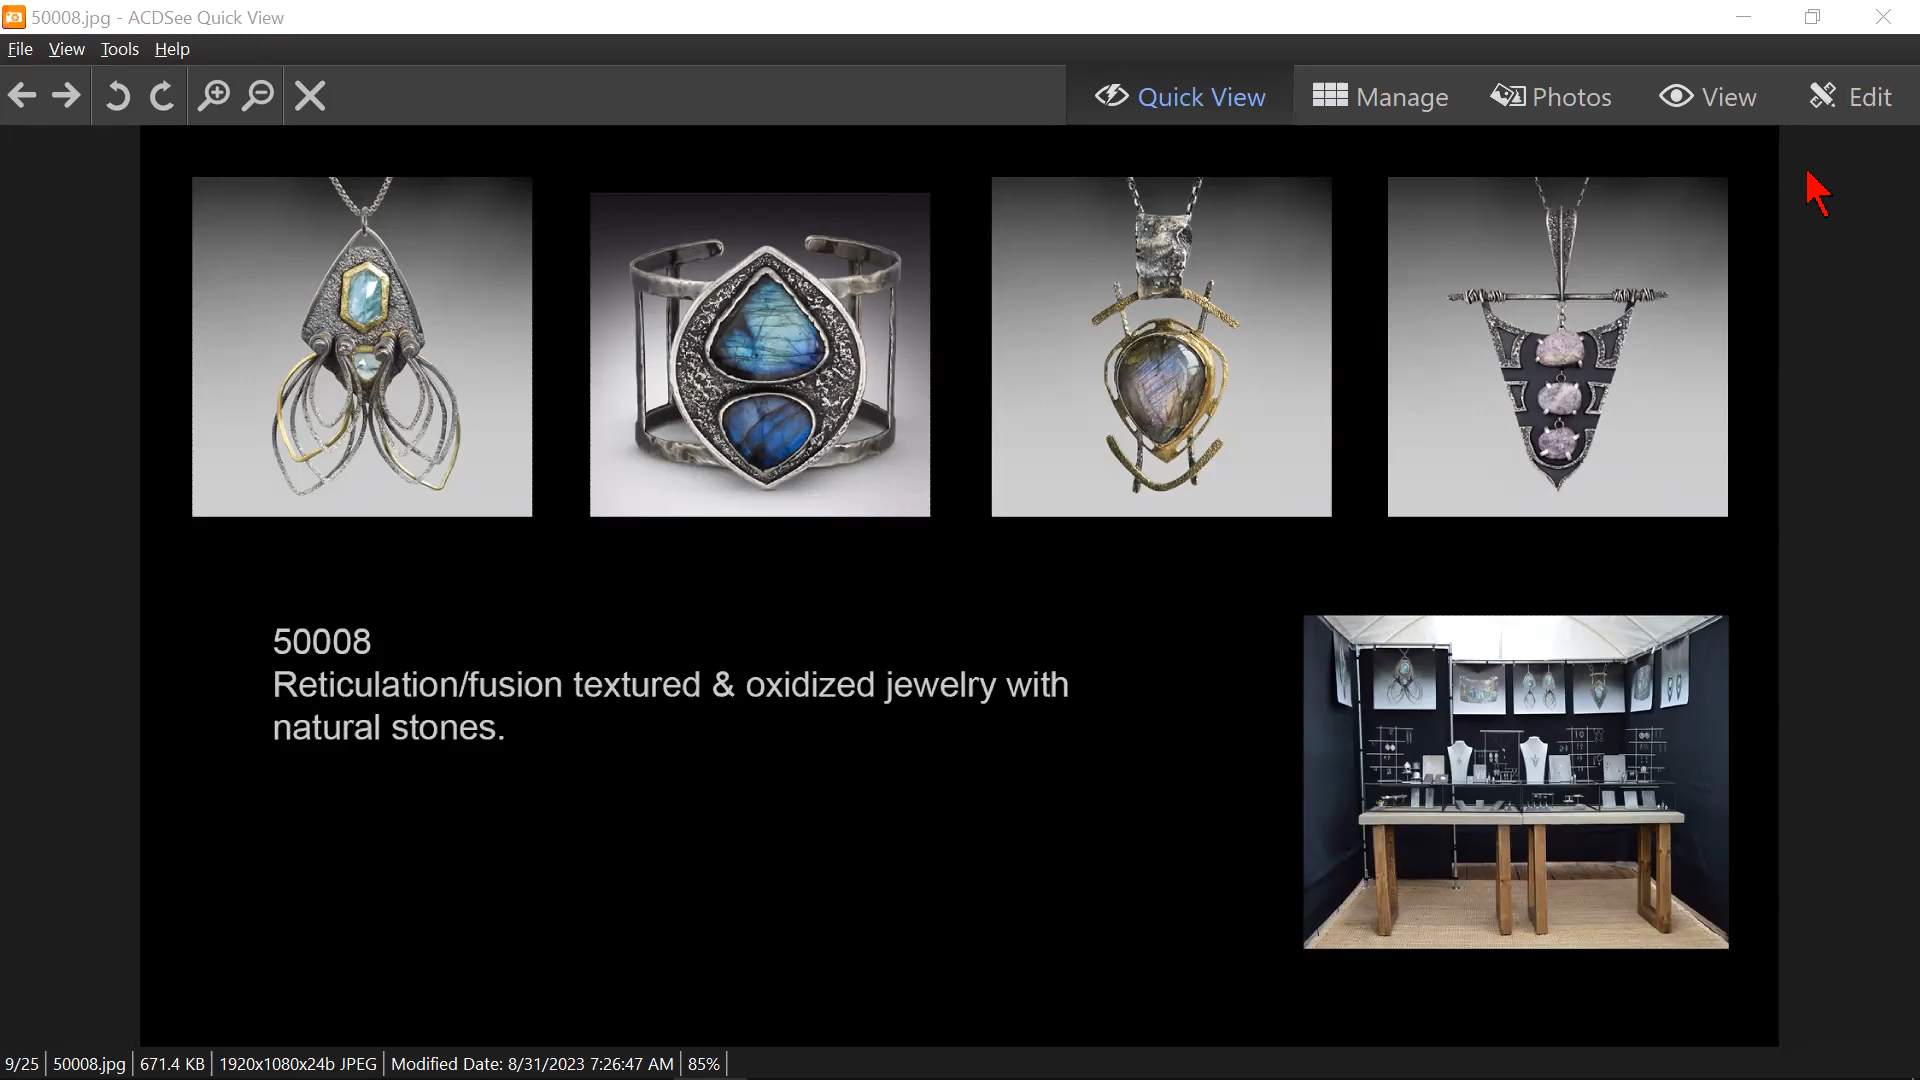 50008.jpg - ACDSee Quick View
File View Tools Help
Quick View Manage Photos View Edit
50008
Reticulation/fusion textured & oxidized jewelry with
natural stones.
9/25 50008.jpg 671.4 KB 1920x1080x24b JPEG Modified Date: 8/31/2023 7:26:47 AM 85%